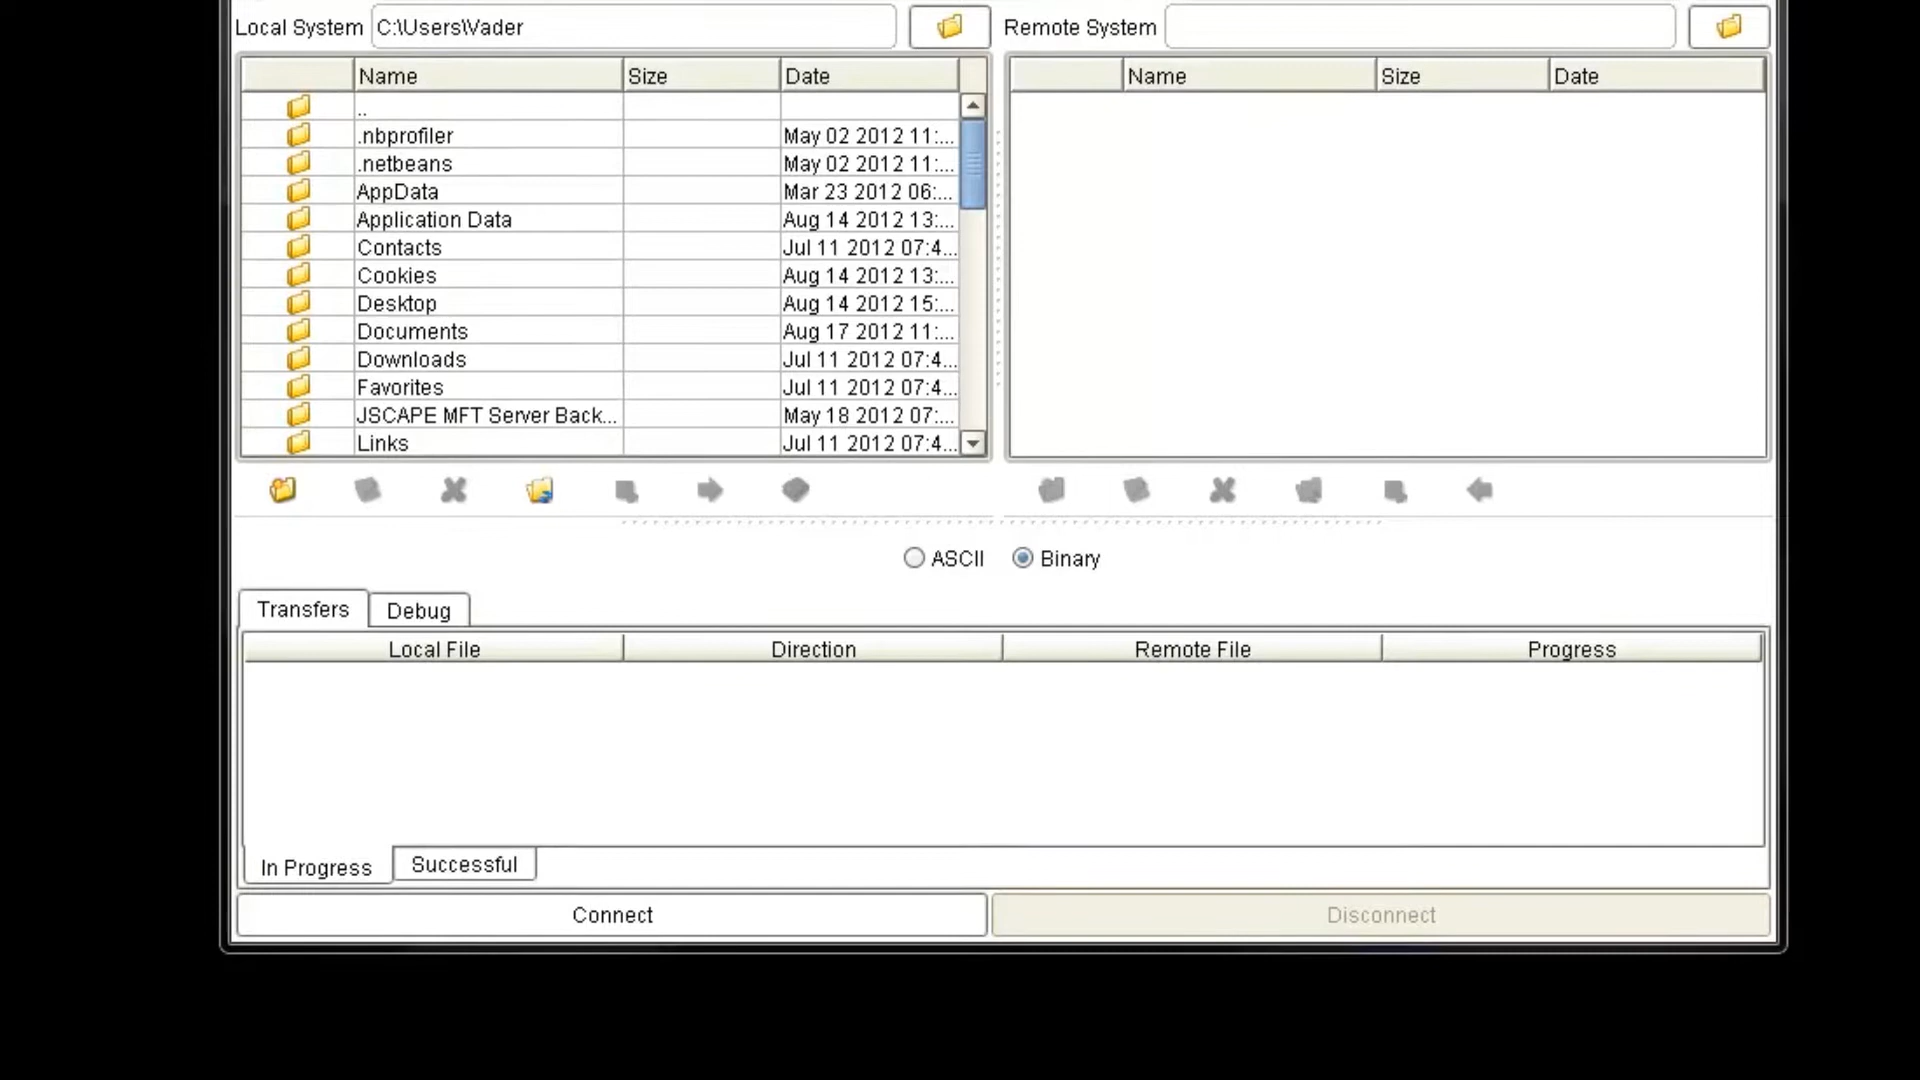 Local System C:\Users\Vader Remote System
Name Size Date Name Size Date
..
.nbprofiler May 02 2012 11:...
.netbeans May 02 2012 11:...
AppData Mar 23 2012 06:...
Application Data Aug 14 2012 13:...
Contacts Jul 11 2012 07:4...
Cookies Aug 14 2012 13:...
Desktop Aug 14 2012 15:...
Documents Aug 17 2012 11:...
Downloads Jul 11 2012 07:4...
Favorites Jul 11 2012 07:4...
JSCAPE MFT Server Back... May 18 2012 07:...
Links Jul 11 2012 07:4...
ASCII Binary
Transfers Debug
Local File Direction Remote File Progress
In Progress Successful
Connect Disconnect